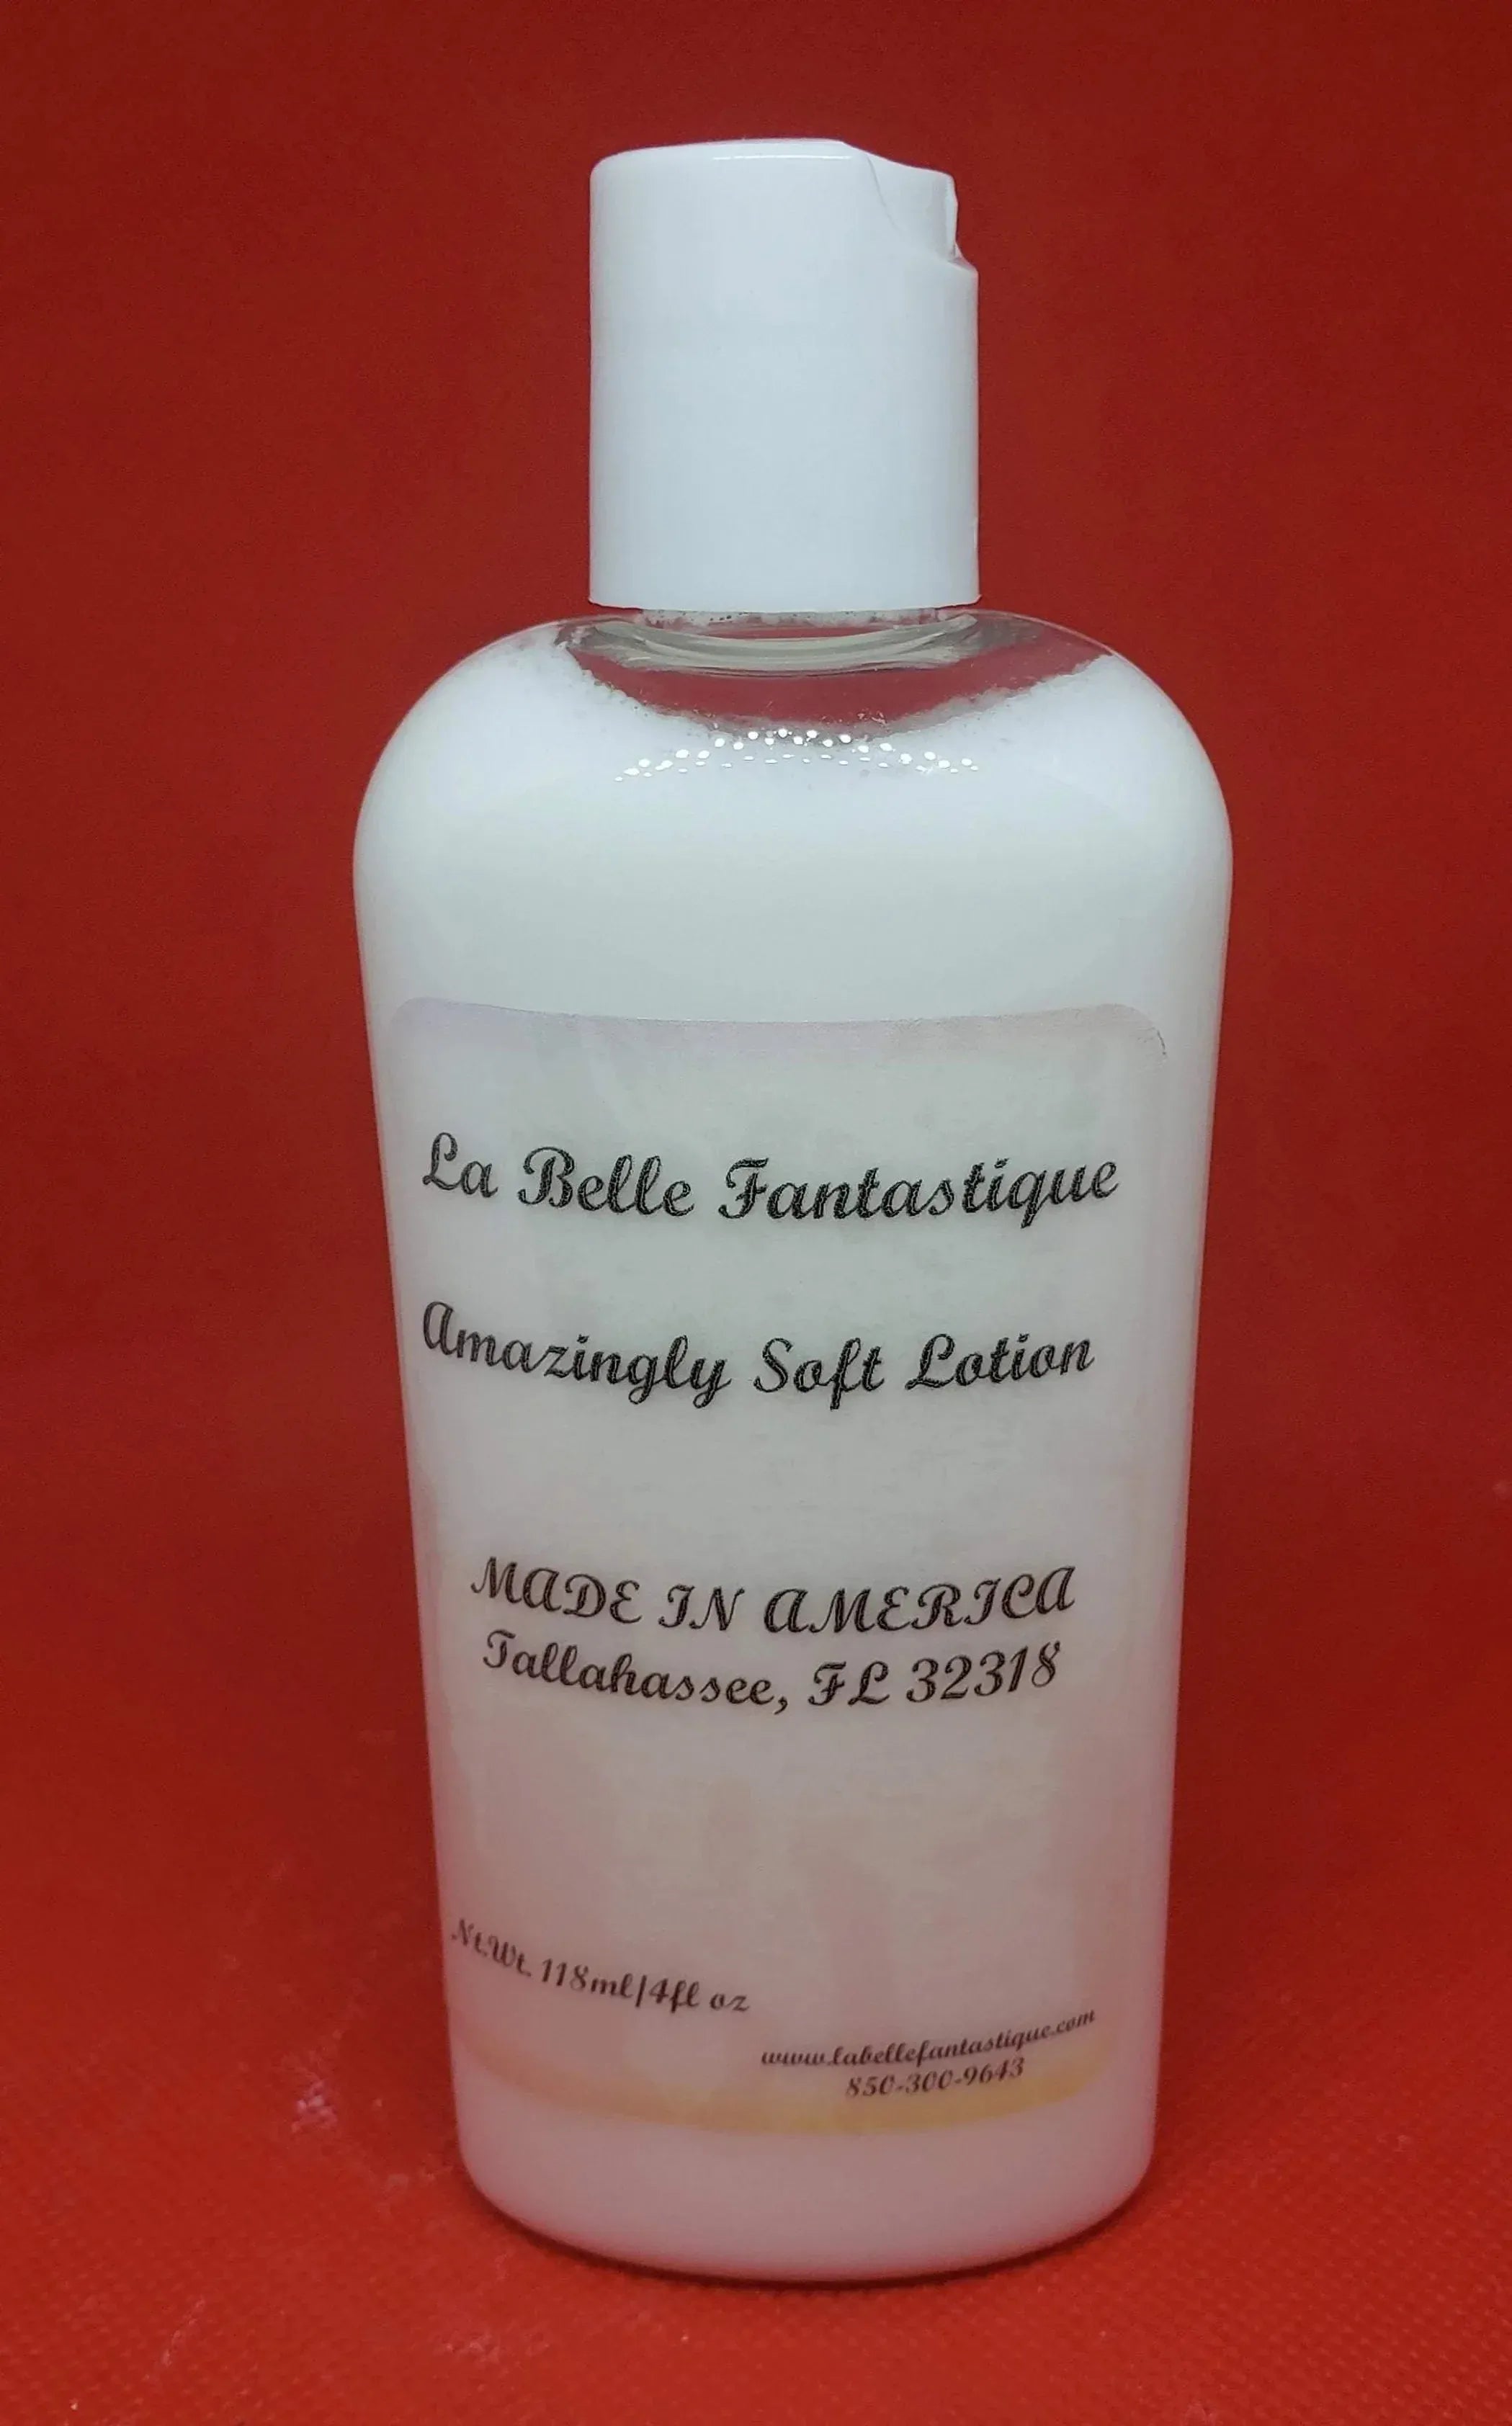 La Belle Fantastique
Amazingly Soft Lotion
MADE IN AMERICA
Tallahassee, FL 32318
Nt.Wt. 118ml/4fl oz
www.labellefantastique.com
850-300-9643